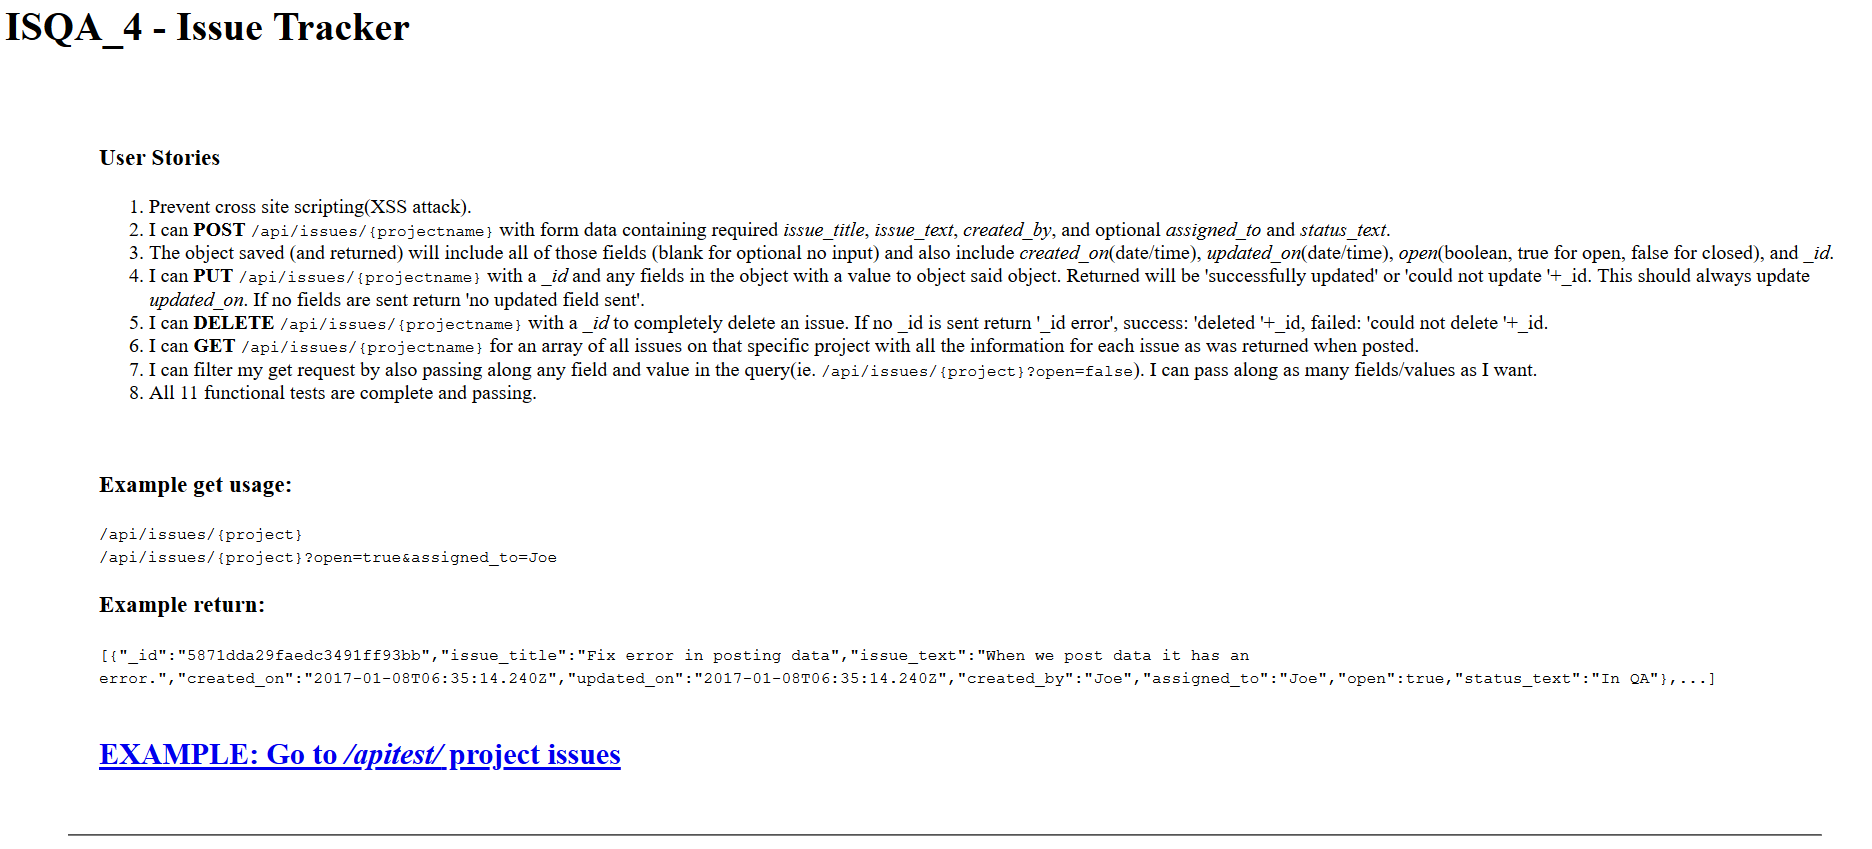 ISQA_4 - Issue Tracker
User Stories
1. Prevent cross site scripting(XSS attack).
2. I can POST /api/issues/{projectname} with form data containing required issue_title, issue_text, created_by, and optional assigned_to and status_text.
3. The object saved (and returned) will include all of those fields (blank for optional no input) and also include created_on(date/time), updated_on(date/time), open(boolean, true for open, false for closed), and _id.
4. I can PUT /api/issues/{projectname} with a _id and any fields in the object with a value to object said object. Returned will be 'successfully updated' or 'could not update '+_id. This should always update
updated_on. If no fields are sent return 'no updated field sent'.
5. I can DELETE /api/issues/{projectname} with a _id to completely delete an issue. If no _id is sent return '_id error', success: 'deleted '+_id, failed: 'could not delete '+_id.
6. I can GET /api/issues/{projectname} for an array of all issues on that specific project with all the information for each issue as was returned when posted.
7. I can filter my get request by also passing along any field and value in the query(ie. /api/issues/{project}?open=false). I can pass along as many fields/values as I want.
8. All 11 functional tests are complete and passing.
Example get usage:
/api/issues/{project}
/api/issues/{project}?open=true&assigned_to=Joe
Example return:
[{"_id":"5871dda29faedc3491ff93bb","issue_title":"Fix error in posting data","issue_text":"When we post data it has an
error.","created_on":"2017-01-08T06:35:14.240Z","updated_on":"2017-01-08T06:35:14.240Z","created_by":"Joe","assigned_to":"Joe","open":true,"status_text":"In QA"},...]
EXAMPLE: Go to /apitest/ project issues